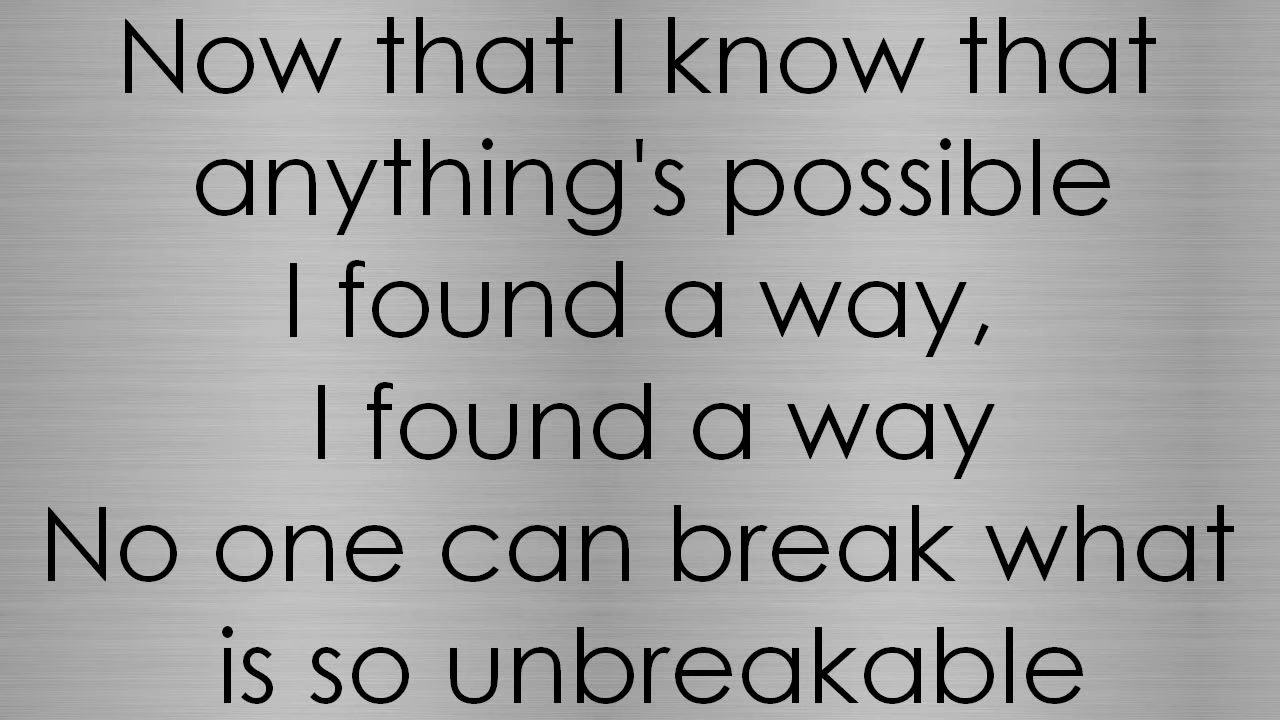 Now that I know that
anything's possible
I found a way,
I found a way
No one can break what
is so unbreakable